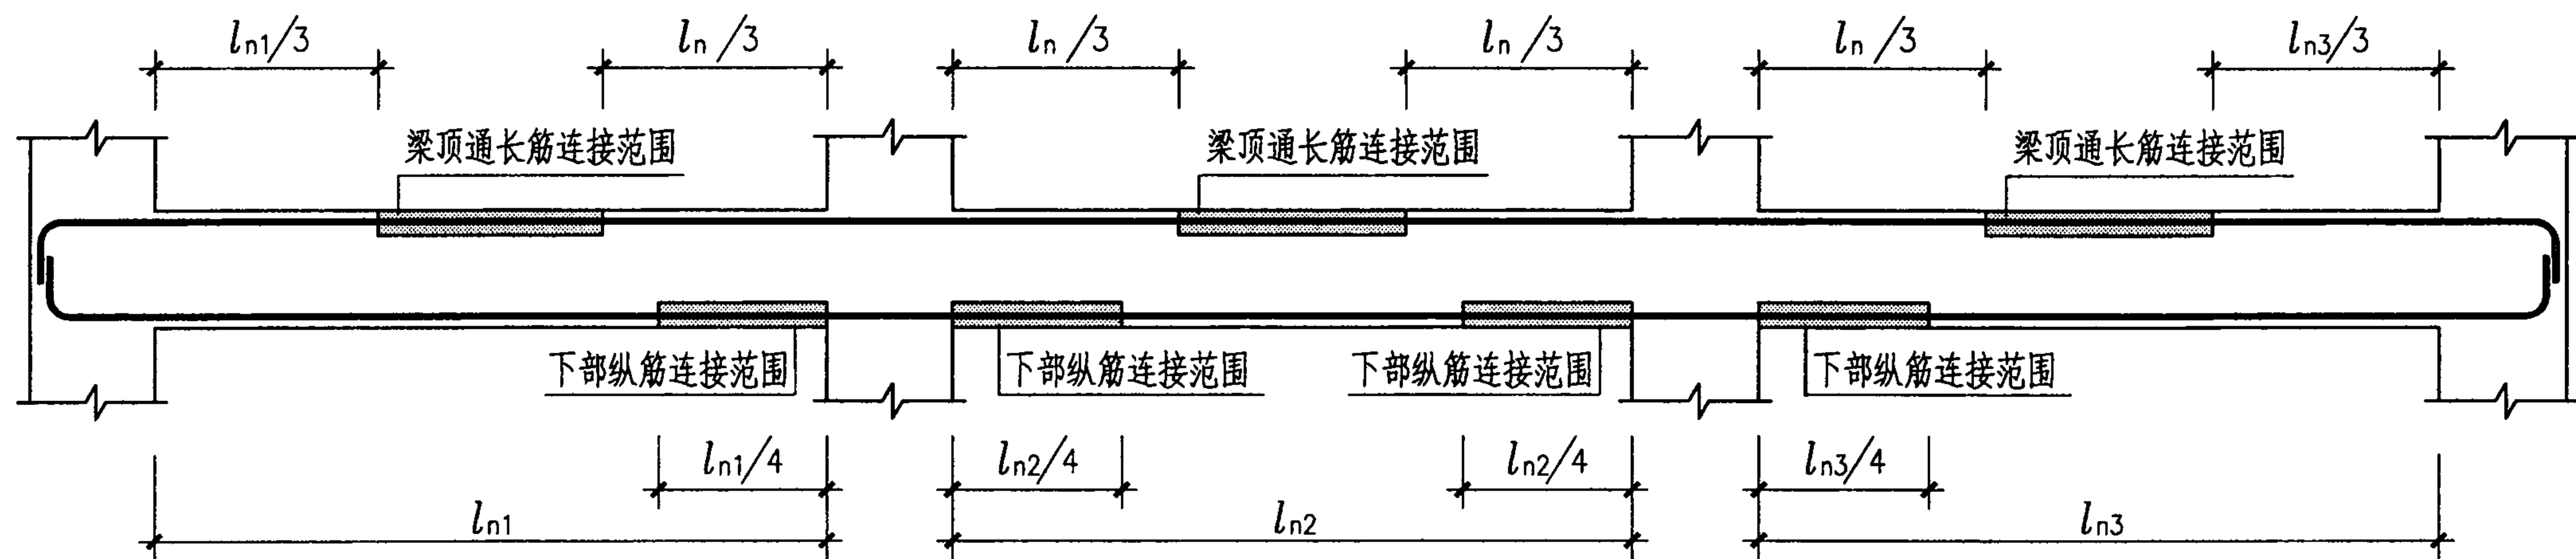 ln1/3
ln/3
ln/3
ln/3
ln/3
ln3/3
梁顶通长筋连接范围
梁顶通长筋连接范围
梁顶通长筋连接范围
下部纵筋连接范围
下部纵筋连接范围
下部纵筋连接范围
下部纵筋连接范围
ln1/4
ln2/4
ln2/4
ln3/4
ln1
ln2
ln3